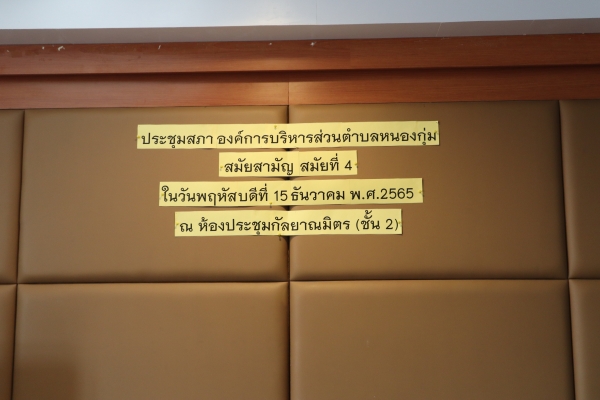 ประชุมสภา องค์การบริหารส่วนตำบลหนองกุ่ม
สมัยสามัญ สมัยที่ 4
ในวันพฤหัสบดีที่ 15 ธันวาคม พ.ศ.2565
ณ ห้องประชุมกัลยาณมิตร (ชั้น 2)